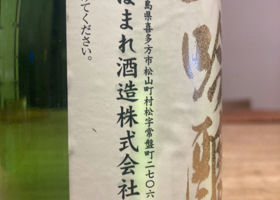 吟醸
島県喜多方市松山町村松字常盤町二七〇六
ほまれ酒造株式会社
けてください。